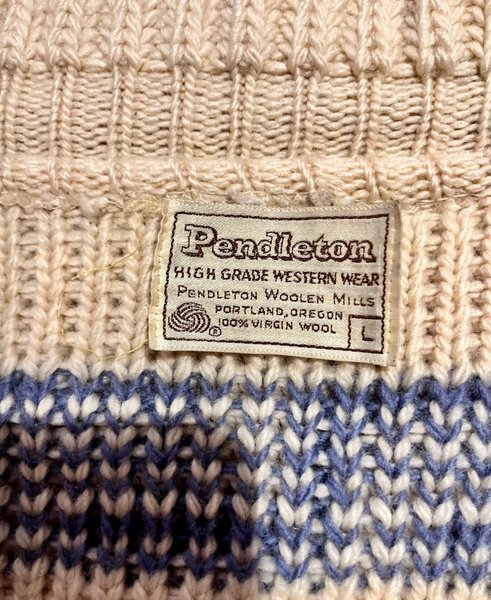 Pendleton
HIGH GRADE WESTERN WEAR
PENDLETON WOOLEN MILLS
PORTLAND, OREGON
100% VIRGIN WOOL
®
L